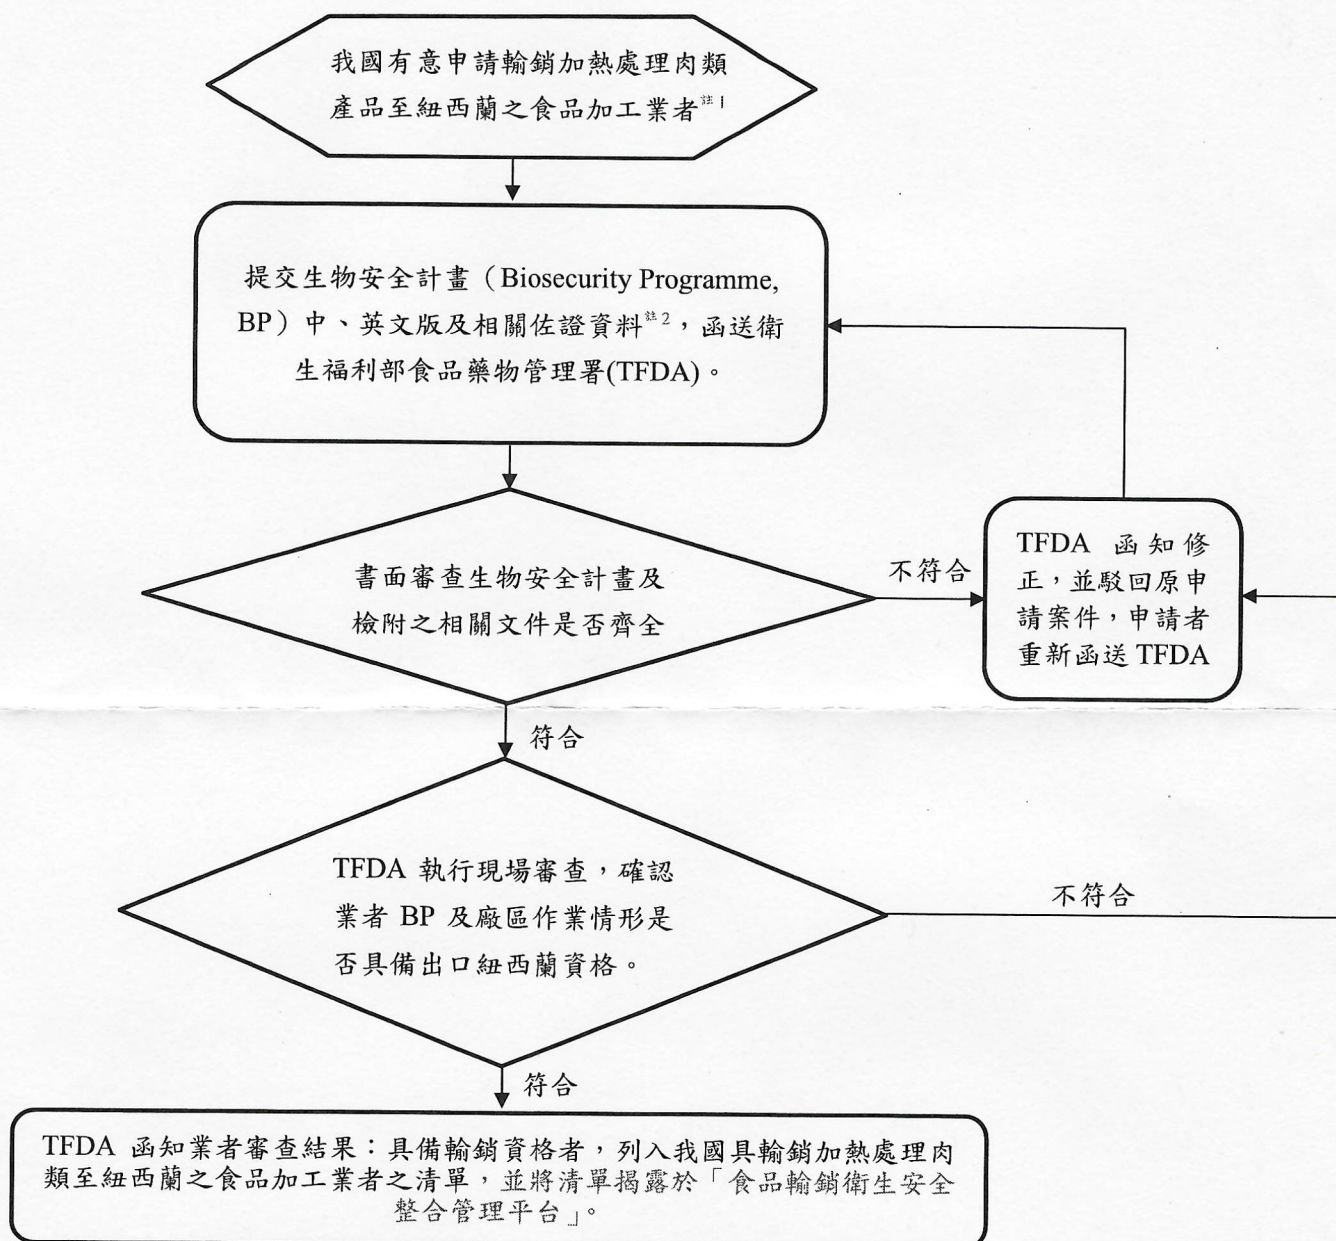 我國有意申請輸銷加熱處理肉類
產品至紐西蘭之食品加工業者註1
提交生物安全計畫（Biosecurity Programme,
BP）中、英文版及相關佐證資料註2，函送衛
生福利部食品藥物管理署(TFDA)。
書面審查生物安全計畫及
檢附之相關文件是否齊全
不符合
TFDA 函知修
正，並駁回原申
請案件，申請者
重新函送 TFDA
符合
TFDA 執行現場審查，確認
業者 BP 及廠區作業情形是
否具備出口紐西蘭資格。
不符合
符合
TFDA 函知業者審查結果：具備輸銷資格者，列入我國具輸銷加熱處理肉
類至紐西蘭之食品加工業者之清單，並將清單揭露於「食品輸銷衛生安全
整合管理平台」。